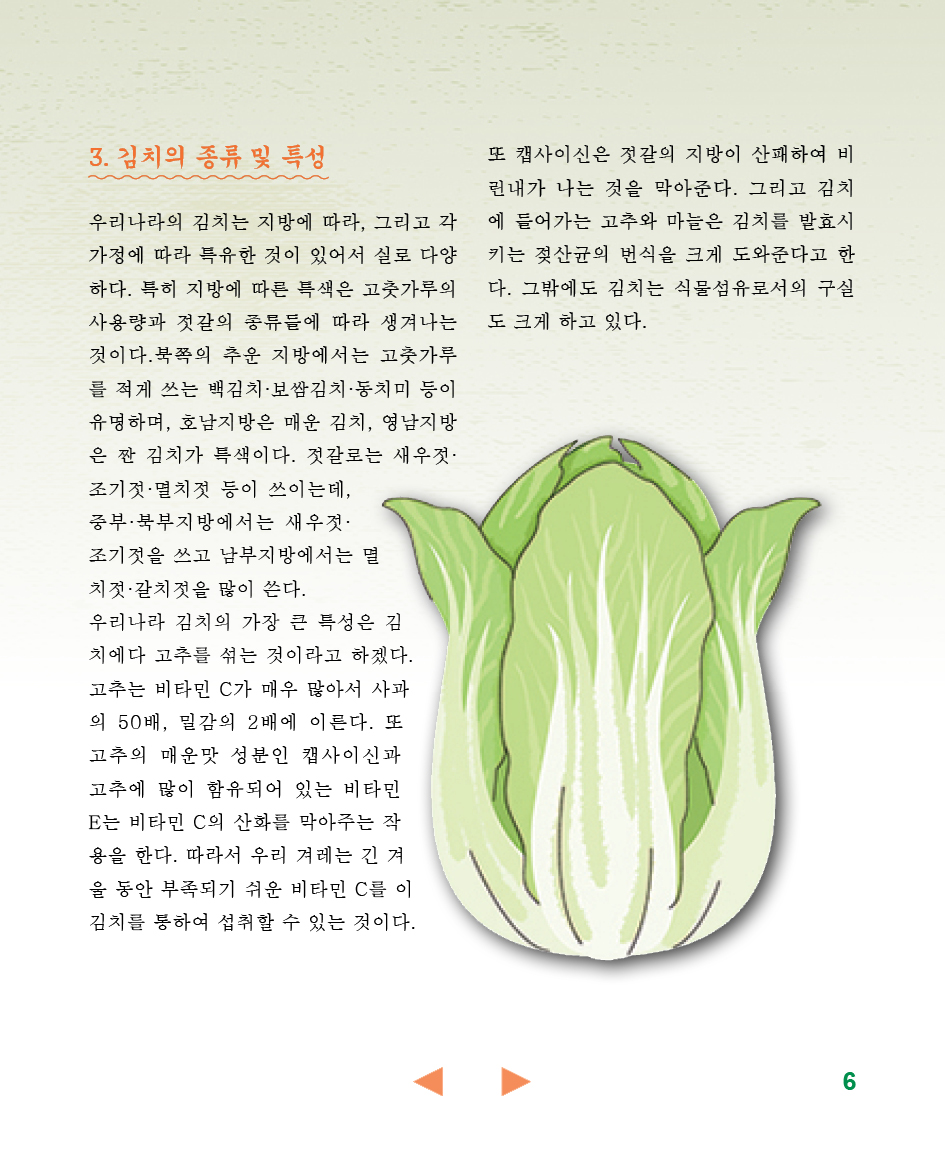 3. 김치의 종류 및 특성
우리나라의 김치는 지방에 따라, 그리고 각
가정에 따라 특유한 것이 있어서 실로 다양
하다. 특히 지방에 따른 특색은 고춧가루의
사용량과 젓갈의 종류들에 따라 생겨나는
것이다.북쪽의 추운 지방에서는 고춧가루
를 적게 쓰는 백김치·보쌈김치·동치미 등이
유명하며, 호남지방은 매운 김치, 영남지방
은 짠 김치가 특색이다. 젓갈로는 새우젓·
조기젓·멸치젓 등이 쓰이는데,
중부·북부지방에서는 새우젓·
조기젓을 쓰고 남부지방에서는 멸
치젓·갈치젓을 많이 쓴다.
우리나라 김치의 가장 큰 특성은 김
치에다 고추를 섞는 것이라고 하겠다.
고추는 비타민 C가 매우 많아서 사과
의 50배, 밀감의 2배에 이른다. 또
고추의 매운맛 성분인 캡사이신과
고추에 많이 함유되어 있는 비타민
E는 비타민 C의 산화를 막아주는 작
용을 한다. 따라서 우리 겨레는 긴 겨
울 동안 부족되기 쉬운 비타민 C를 이
김치를 통하여 섭취할 수 있는 것이다.
또 캡사이신은 젓갈의 지방이 산패하여 비
린내가 나는 것을 막아준다. 그리고 김치
에 들어가는 고추와 마늘은 김치를 발효시
키는 젖산균의 번식을 크게 도와준다고 한
다. 그밖에도 김치는 식물섬유로서의 구실
도 크게 하고 있다.
6